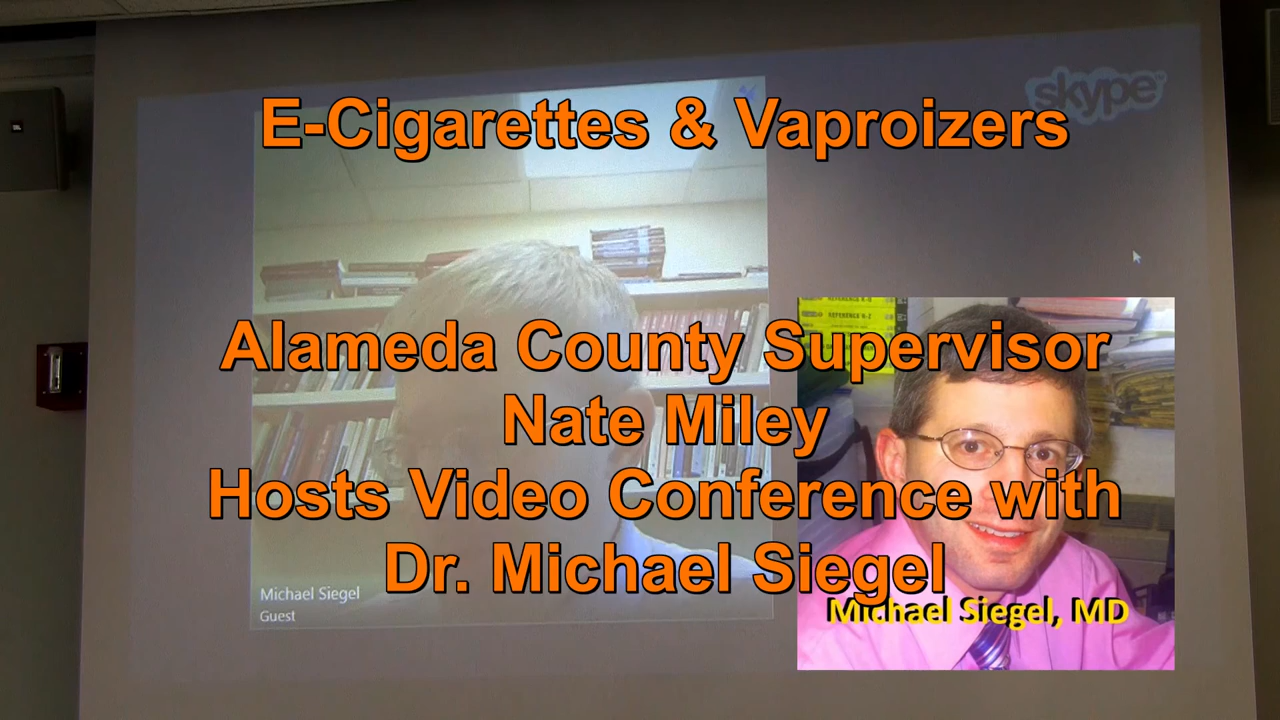 skype
E-Cigarettes & Vaproizers
REFERENCE K-Z
Alameda County Supervisor
Nate Miley
Hosts Video Conference with
Dr. Michael Siegel
Michael Siegel
Guest
Michael Siegel, MD